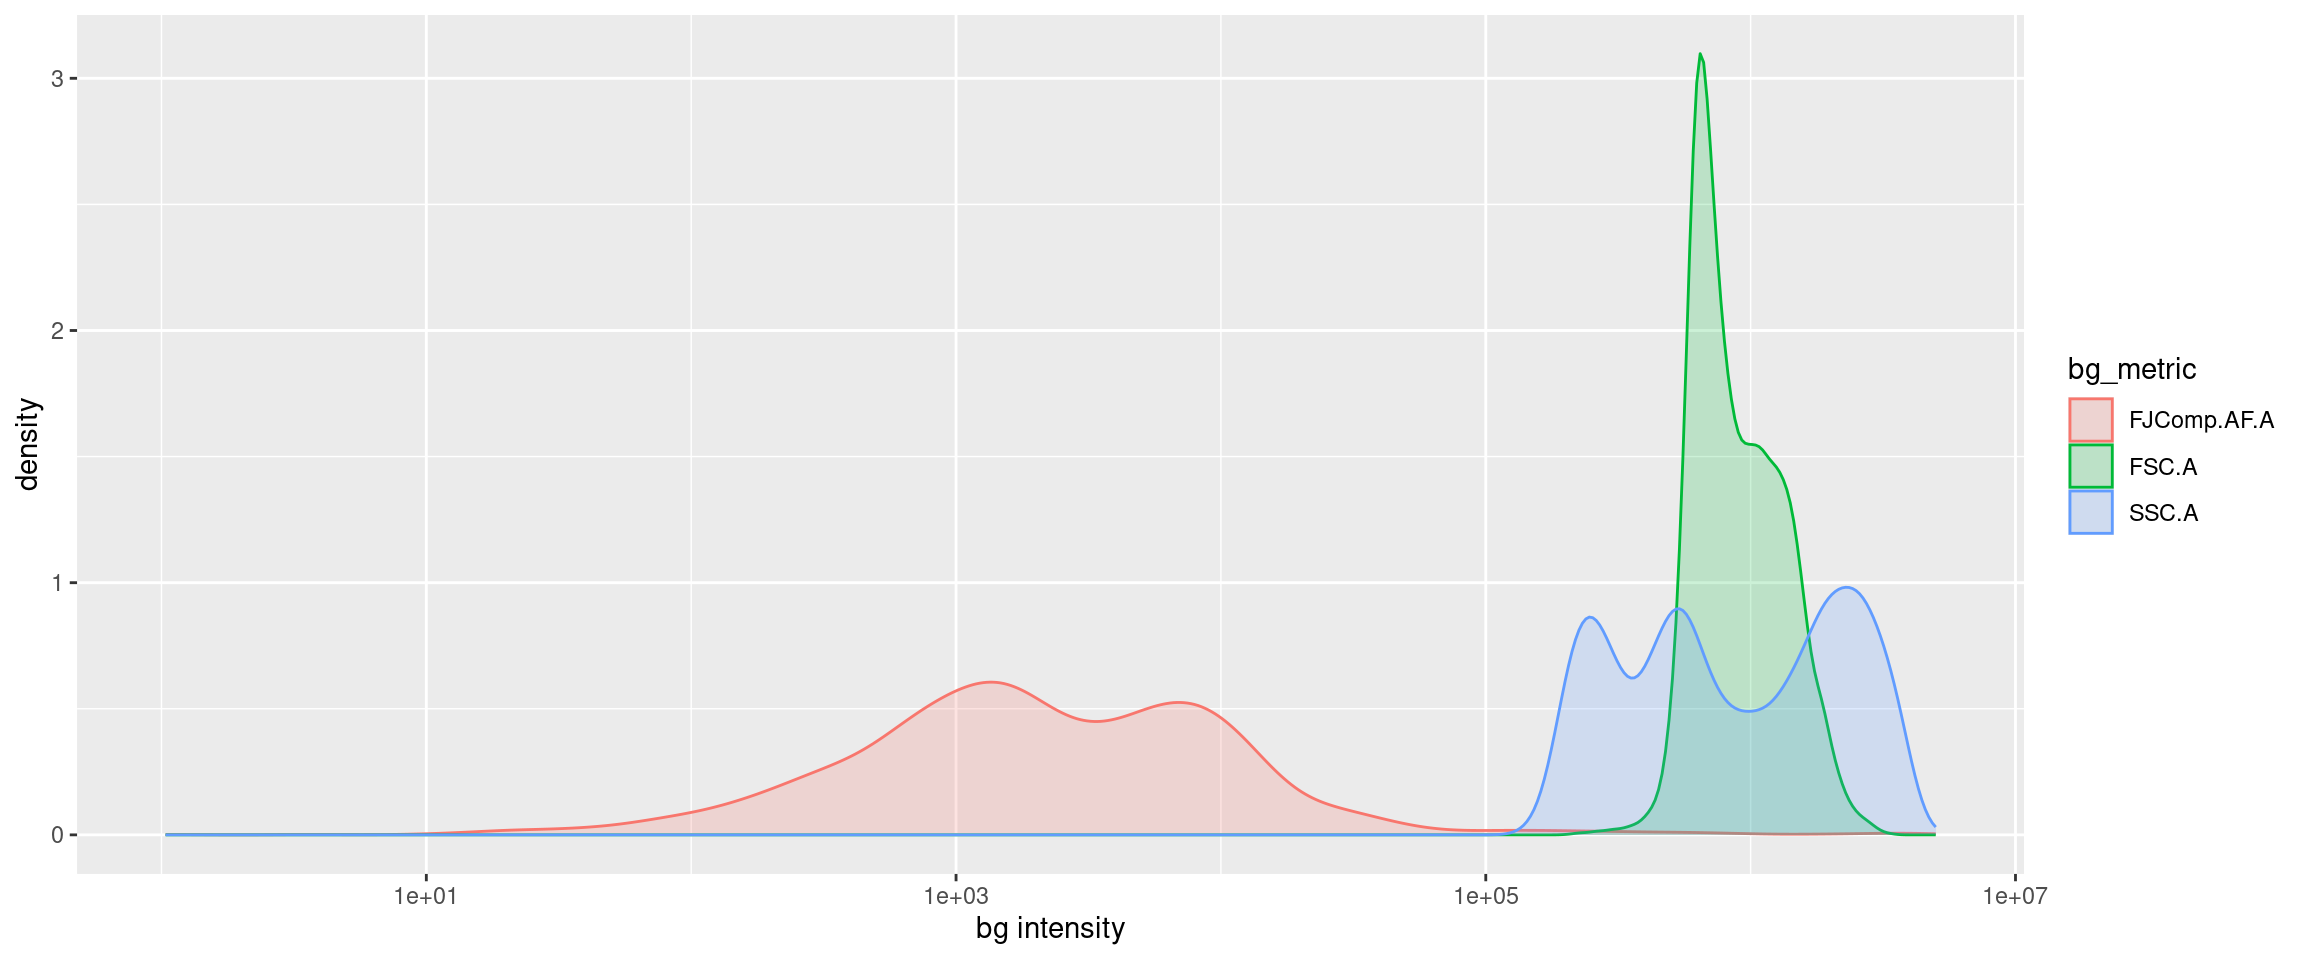 density
3
2
1
0
1e+01
1e+03
1e+05
1e+07
bg intensity
bg_metric
FJComp.AF.A
FSC.A
SSC.A